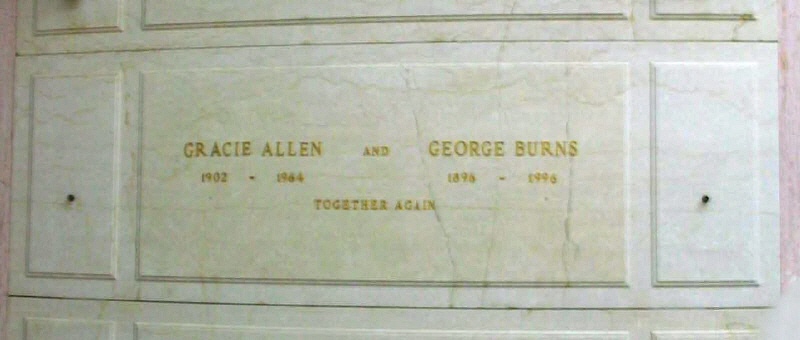 GRACIE ALLEN AND GEORGE BURNS
1902 - 1964 1896 - 1996
TOGETHER AGAIN